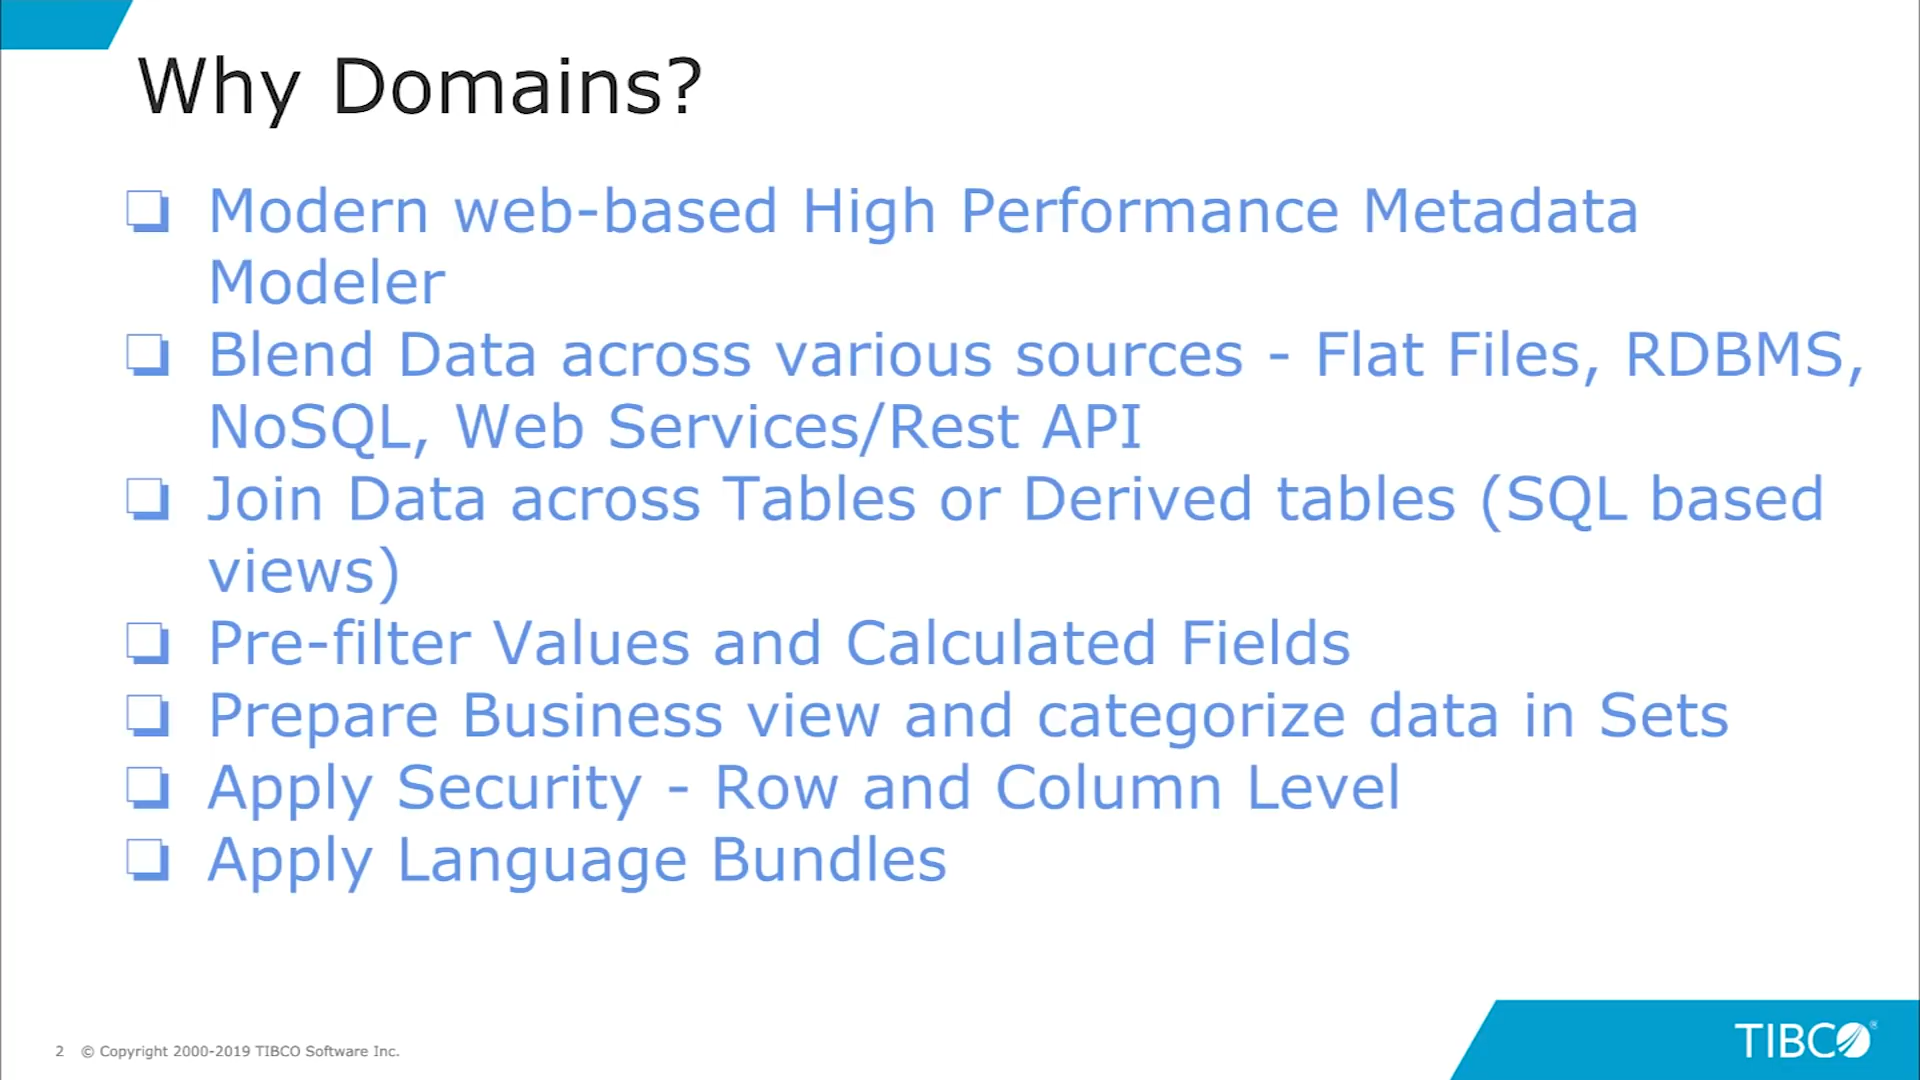 Why Domains?
❏ Modern web-based High Performance Metadata
Modeler
❏ Blend Data across various sources - Flat Files, RDBMS,
NoSQL, Web Services/Rest API
❏ Join Data across Tables or Derived tables (SQL based
views)
❏ Pre-filter Values and Calculated Fields
❏ Prepare Business view and categorize data in Sets
❏ Apply Security - Row and Column Level
❏ Apply Language Bundles
2 © Copyright 2000-2019 TIBCO Software Inc.
TIBCO®